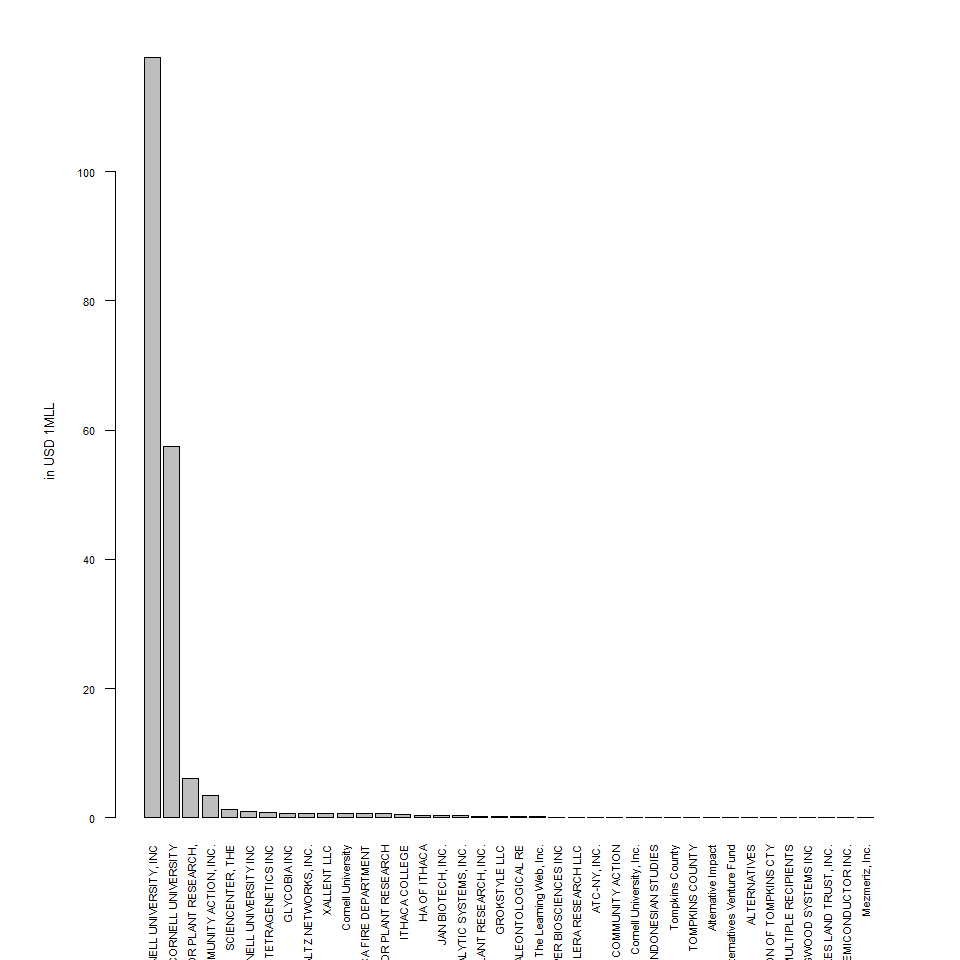 in USD 1MLL
100
80
60
40
20
0
NELL UNIVERSITY, INC
CORNELL UNIVERSITY
OR PLANT RESEARCH,
MUNITY ACTION, INC.
SCIENCENTER, THE
NELL UNIVERSITY INC
TETRAGENETICS INC
GLYCOBIA INC
LTZ NETWORKS, INC.
XALLENT LLC
Cornell University
A FIRE DEPARTMENT
OR PLANT RESEARCH
ITHACA COLLEGE
HA OF ITHACA
JAN BIOTECH, INC.
LYTIC SYSTEMS, INC.
LANT RESEARCH, INC.
GROKSTYLE LLC
ALEONTOLOGICAL RE
The Learning Web, Inc.
ER BIOSCIENCES INC
LERA RESEARCH LLC
ATC-NY, INC.
COMMUNITY ACTION
Cornell University, Inc.
NDONESIAN STUDIES
Tompkins County
TOMPKINS COUNTY
Alternative Impact
ernatives Venture Fund
ALTERNATIVES
ON OF TOMPKINS CTY
MULTIPLE RECIPIENTS
GWOOD SYSTEMS INC
ES LAND TRUST, INC.
EMICONDUCTOR INC.
Mezmeriz, Inc.